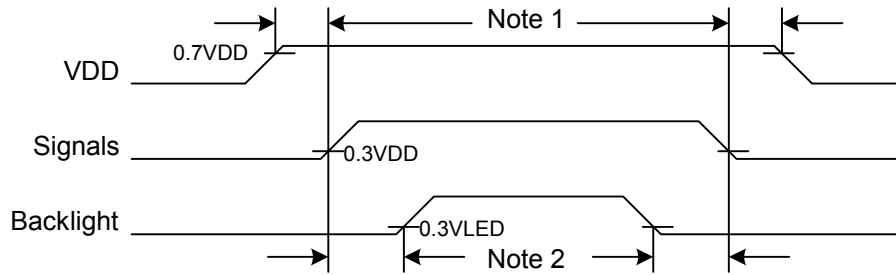 Note 1
0.7VDD
VDD
Signals
0.3VDD
Backlight
0.3VLED
Note 2